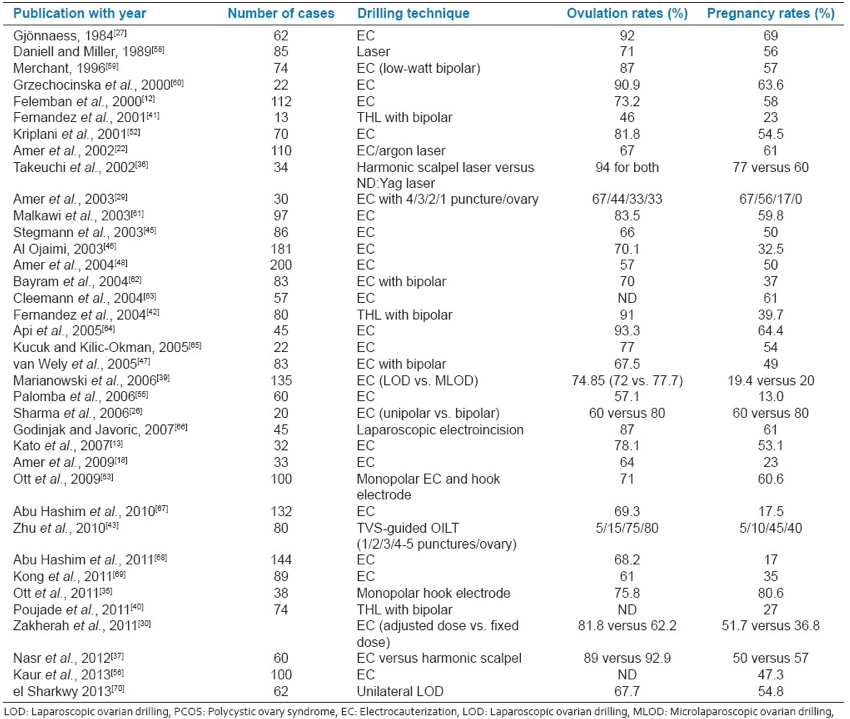 Publication with year Number of cases Drilling technique Ovulation rates (%) Pregnancy rates (%)
Gjönnaess, 1984[27] 62 EC 92 69
Daniell and Miller, 1989[58] 85 Laser 71 56
Merchant, 1996[59] 74 EC (low-watt bipolar) 87 57
Grzechocinska et al., 2000[60] 22 EC 90.9 63.6
Felemban et al., 2000[12] 112 EC 73.2 58
Fernandez et al., 2001[41] 13 THL with bipolar 46 23
Kriplani et al., 2001[52] 70 EC 81.8 54.5
Amer et al., 2002[22] 110 EC/argon laser 67 61
Takeuchi et al., 2002[36] 34 Harmonic scalpel laser versus 94 for both 77 versus 60
ND:Yag laser
Amer et al., 2003[29] 30 EC with 4/3/2/1 puncture/ovary 67/44/33/33 67/56/17/0
Malkawi et al., 2003[61] 97 EC 83.5 59.8
Stegmann et al., 2003[45] 86 EC 66 50
Al Ojaimi, 2003[46] 181 EC 70.1 32.5
Amer et al., 2004[48] 200 EC 57 50
Bayram et al., 2004[62] 83 EC with bipolar 70 37
Cleemann et al., 2004[63] 57 EC ND 61
Fernandez et al., 2004[42] 80 THL with bipolar 91 39.7
Api et al., 2005[64] 45 EC 93.3 64.4
Kucuk and Kilic-Okman, 2005[65] 22 EC 77 54
van Wely et al., 2005[47] 83 EC with bipolar 67.5 49
Marianowski et al., 2006[39] 135 EC (LOD vs. MLOD) 74.85 (72 vs. 77.7) 19.4 versus 20
Palomba et al., 2006[55] 60 EC 57.1 13.0
Sharma et al., 2006[26] 20 EC (unipolar vs. bipolar) 60 versus 80 60 versus 80
Godinjak and Javoric, 2007[66] 45 Laparoscopic electroincision 87 61
Kato et al., 2007[13] 32 EC 78.1 53.1
Amer et al., 2009[18] 33 EC 64 23
Ott et al., 2009[53] 100 Monopolar EC and hook 71 60.6
electrode
Abu Hashim et al., 2010[67] 132 EC 69.3 17.5
Zhu et al., 2010[43] 80 TVS-guided OILT 5/15/75/80 5/10/45/40
(1/2/3/4-5 punctures/ovary)
Abu Hashim et al., 2011[68] 144 EC 68.2 17
Kong et al., 2011[69] 89 EC 61 35
Ott et al., 2011[35] 38 Monopolar hook electrode 75.8 80.6
Poujade et al., 2011[40] 74 THL with bipolar ND 27
Zakherah et al., 2011[30] EC (adjusted dose vs. fixed 81.8 versus 62.2 51.7 versus 36.8
dose)
Nasr et al., 2012[37] 60 EC versus harmonic scalpel 89 versus 92.9 50 versus 57
Kaur et al., 2013[56] 100 EC ND 47.3
el Sharkwy 2013[70] 62 Unilateral LOD 67.7 54.8
LOD: Laparoscopic ovarian drilling, PCOS: Polycystic ovary syndrome, EC: Electrocauterization, LOD: Laparoscopic ovarian drilling, MLOD: Microlaparoscopic ovarian drilling,